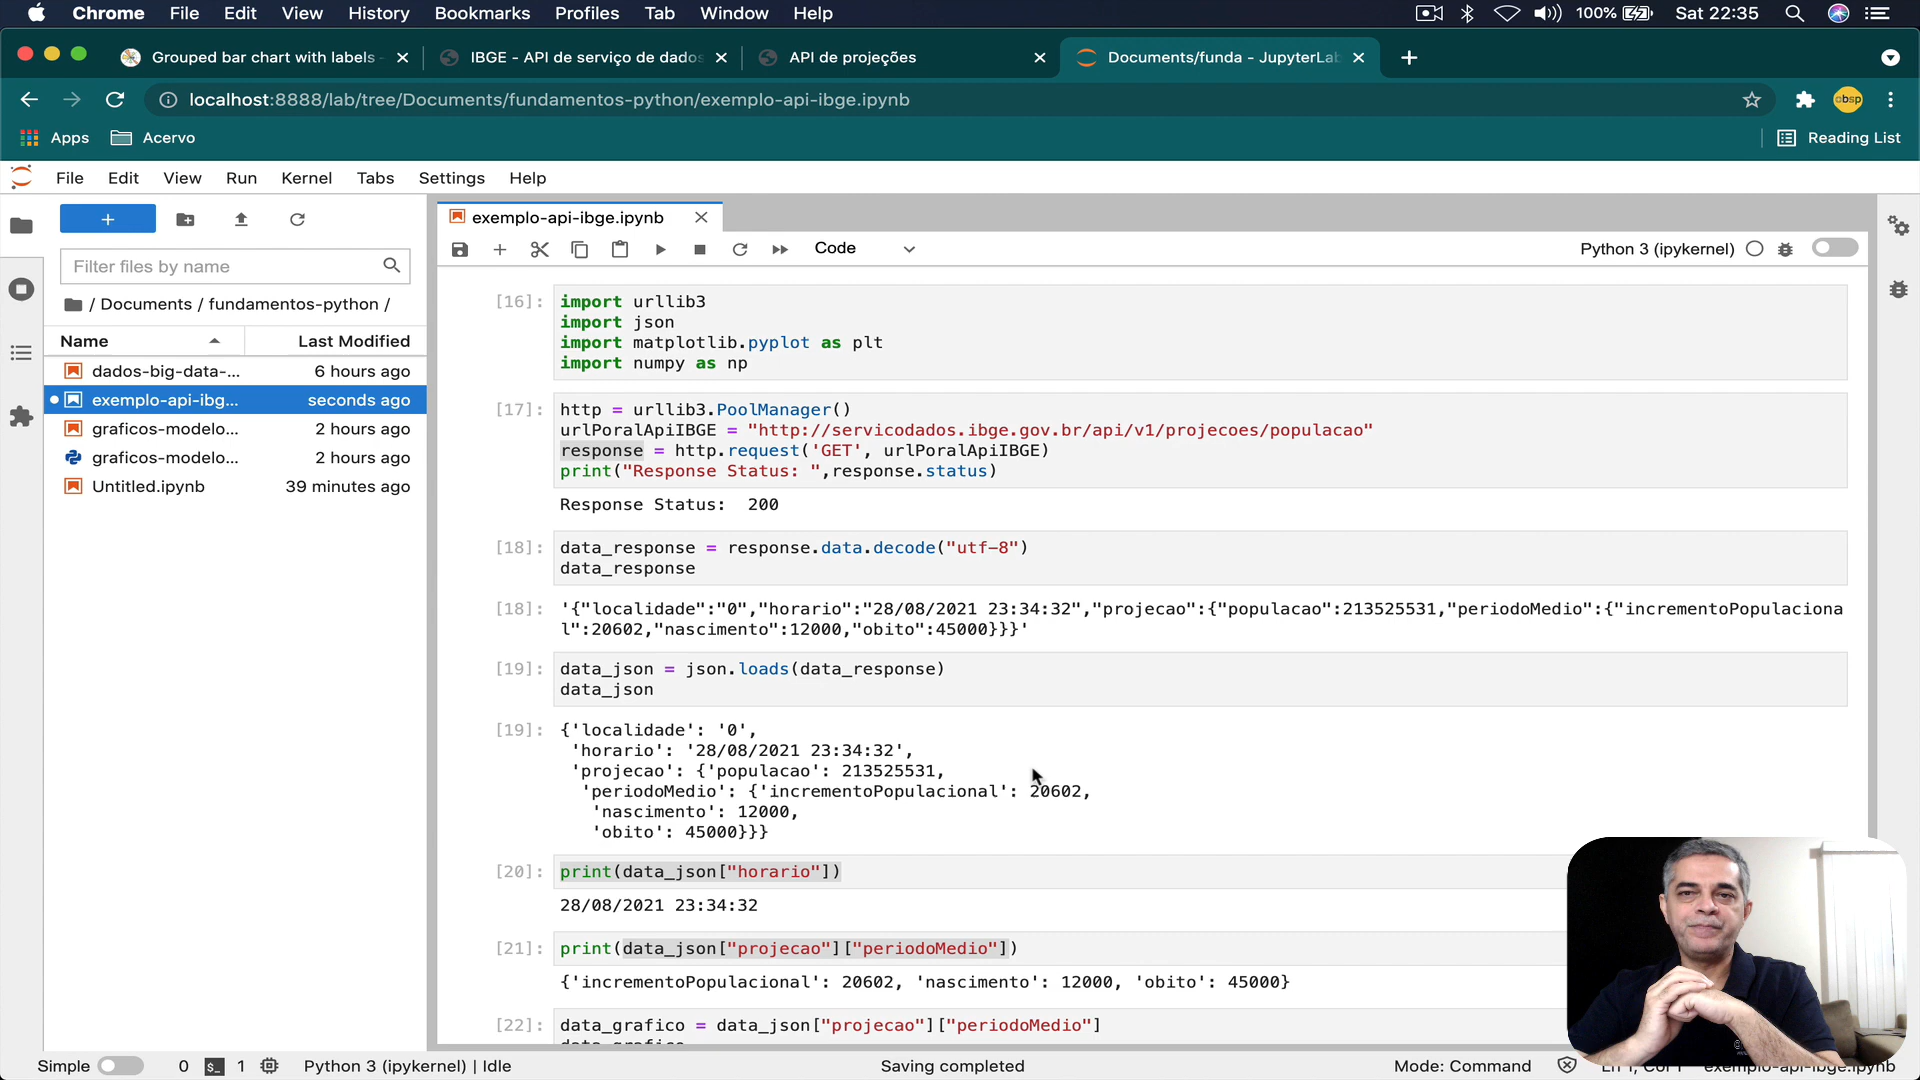 Chrome File Edit View History Bookmarks Profiles Tab Window Help 100% Sat 22:35
Grouped bar chart with labels - IBGE - API de serviço de dados API de projeções Documents/funda - JupyterLab
localhost:8888/lab/tree/Documents/fundamentos-python/exemplo-api-ibge.ipynb absp
Apps Acervo Reading List
File Edit View Run Kernel Tabs Settings Help
exemplo-api-ibge.ipynb
Code Python 3 (ipykernel)
Filter files by name
/ Documents / fundamentos-python /
Name Last Modified
dados-big-data-... 6 hours ago
exemplo-api-ibg... seconds ago
graficos-modelo... 2 hours ago
graficos-modelo... 2 hours ago
Untitled.ipynb 39 minutes ago
[16]: import urllib3
import json
import matplotlib.pyplot as plt
import numpy as np
[17]: http = urllib3.PoolManager()
urlPoralApiIBGE = "http://servicodados.ibge.gov.br/api/v1/projecoes/populacao"
response = http.request('GET', urlPoralApiIBGE)
print("Response Status: ",response.status)
Response Status:  200
[18]: data_response = response.data.decode("utf-8")
data_response
[18]: '{"localidade":"0","horario":"28/08/2021 23:34:32","projecao":{"populacao":213525531,"periodoMedio":{"incrementoPopulaciona
l":20602,"nascimento":12000,"obito":45000}}}'
[19]: data_json = json.loads(data_response)
data_json
[19]: {'localidade': '0',
'horario': '28/08/2021 23:34:32',
'projecao': {'populacao': 213525531,
'periodoMedio': {'incrementoPopulacional': 20602,
'nascimento': 12000,
'obito': 45000}}}
[20]: print(data_json["horario"])
28/08/2021 23:34:32
[21]: print(data_json["projecao"]["periodoMedio"])
{'incrementoPopulacional': 20602, 'nascimento': 12000, 'obito': 45000}
[22]: data_grafico = data_json["projecao"]["periodoMedio"]
Simple 0 1 Python 3 (ipykernel) | Idle Saving completed Mode: Command exemplo-api-ibge.ipynb